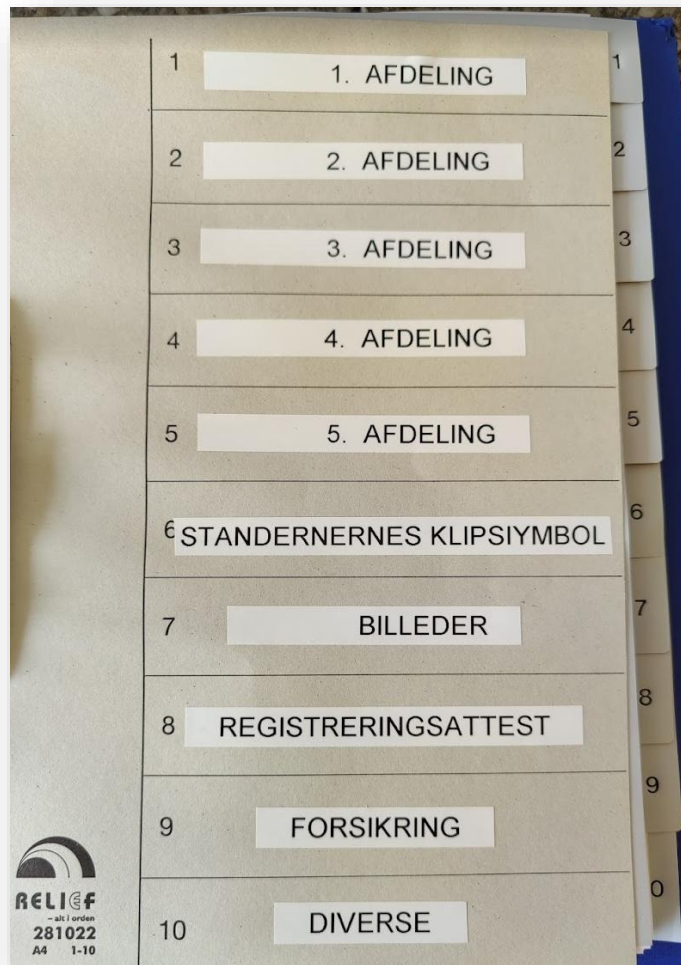 1 1. AFDELING 1
2 2. AFDELING 2
3 3. AFDELING 3
4 4. AFDELING 4
5 5. AFDELING 5
6 STANDERNERNES KLIPSIYMBOL 6
7 BILLEDER 7
8 REGISTRERINGSATTEST 8
9 FORSIKRING 9
10 DIVERSE 0
RELIEF
– alt i orden
281022
A4 1-10